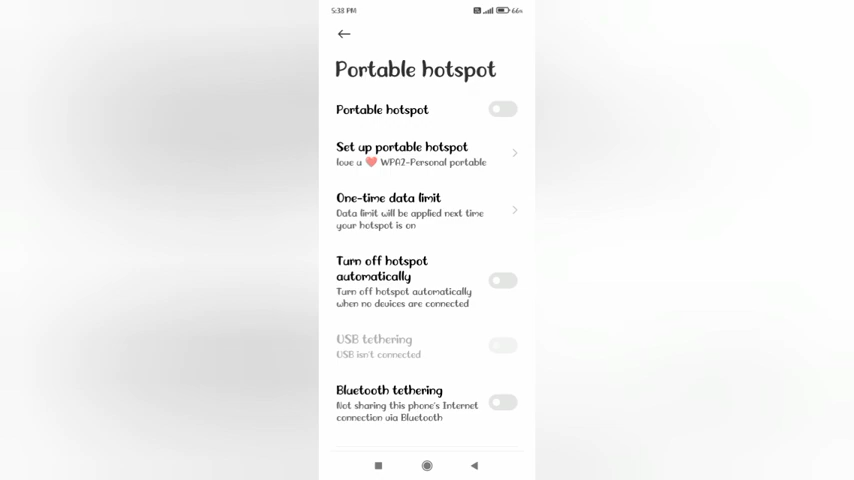 5:38 PM 66%
Portable hotspot
Portable hotspot
Set up portable hotspot
love u ❤ WPA2-Personal portable
One-time data limit
Data limit will be applied next time
your hotspot is on
Turn off hotspot
automatically
Turn off hotspot automatically
when no devices are connected
USB tethering
USB isn't connected
Bluetooth tethering
Not sharing this phone's Internet
connection via Bluetooth